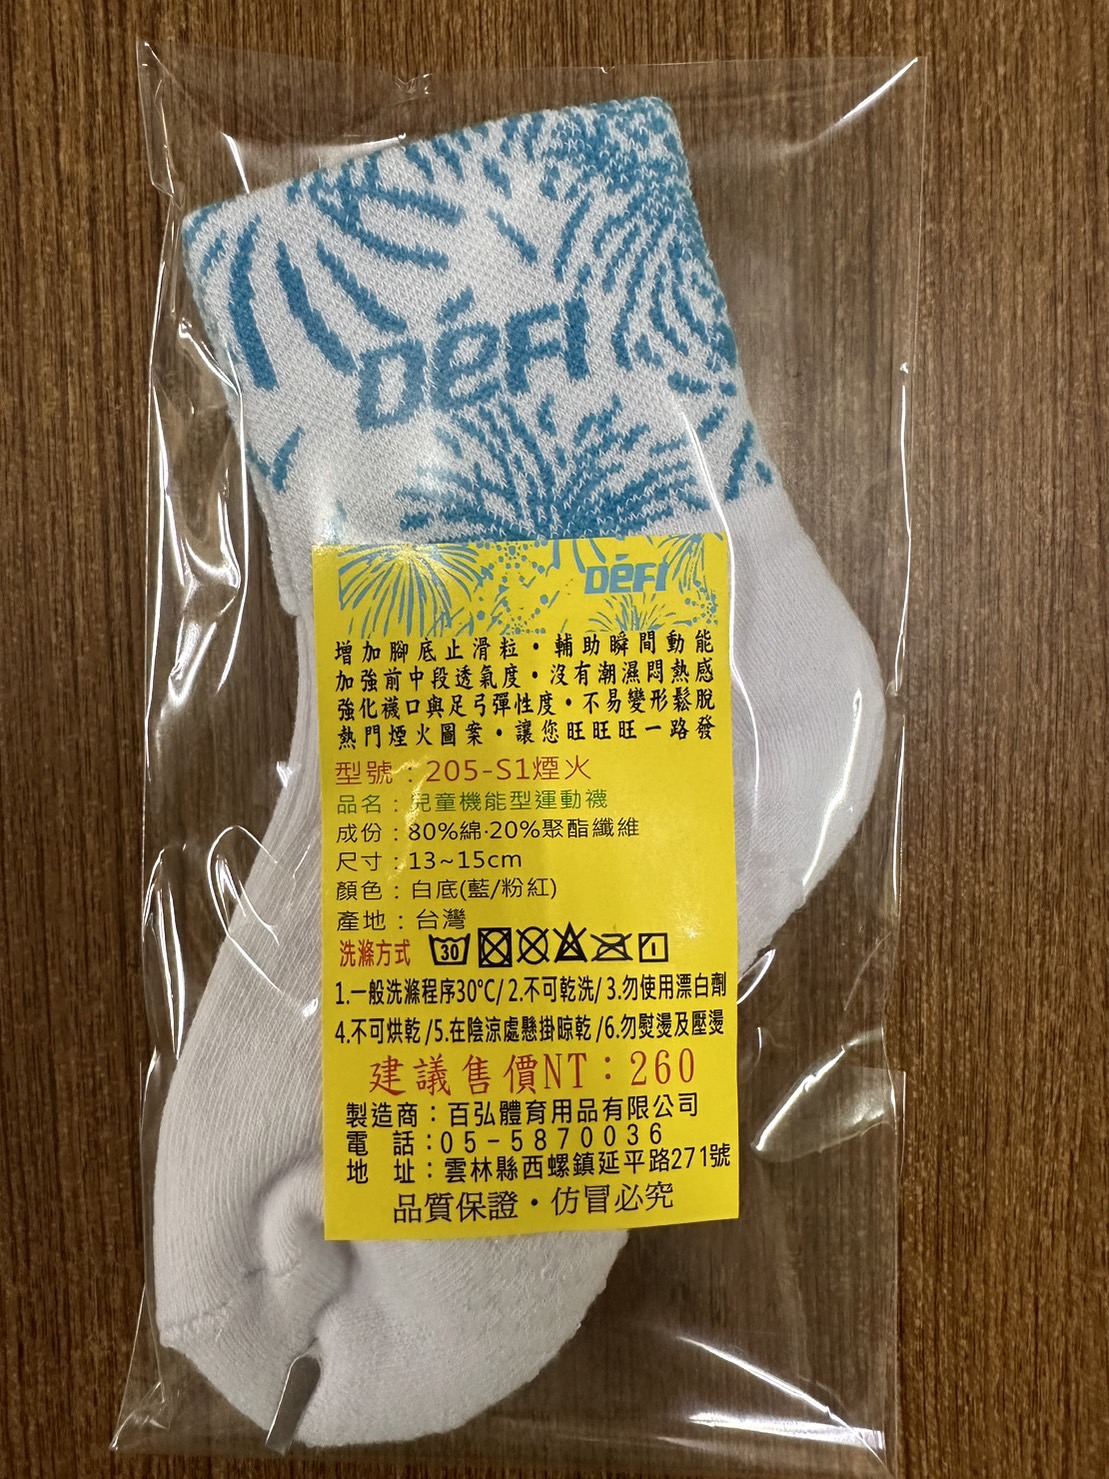 DéFI
DéFI
增加腳底止滑粒·輔助瞬間動能
加強前中段透氣度·沒有潮濕悶熱感
強化襪口與足弓彈性度·不易變形鬆脫
熱門煙火圖案·讓您旺旺旺一路發
型號：205-S1煙火
品名：兒童機能型運動襪
成份：80%綿·20%聚酯纖維
尺寸：13~15cm
顏色：白底(藍/粉紅)
產地：台灣
洗滌方式 30
1.一般洗滌程序30°C/ 2.不可乾洗/ 3.勿使用漂白劑
4.不可烘乾 /5.在陰涼處懸掛晾乾 /6.勿熨燙及壓燙
建議售價NT：260
製造商：百弘體育用品有限公司
電 話：05-5870036
地 址：雲林縣西螺鎮延平路271號
品質保證·仿冒必究